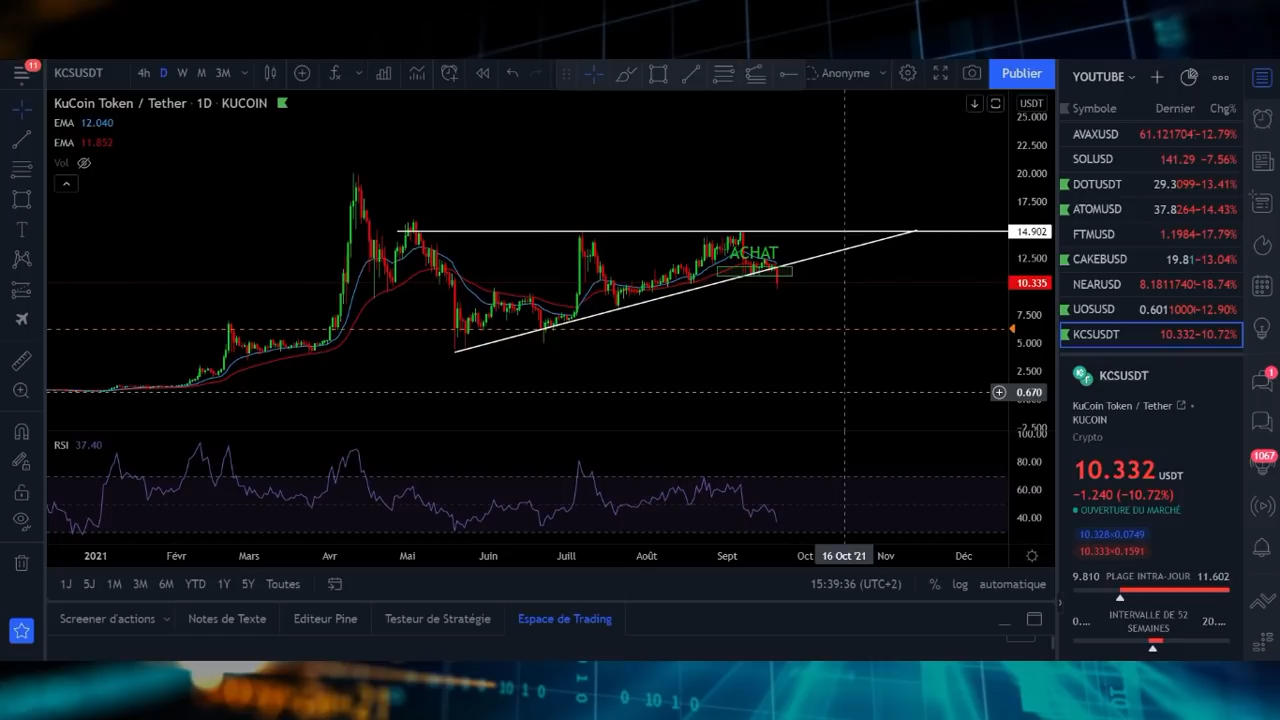 11
KCSUSDT 4h D W M 3M Anonyme Publier
KuCoin Token / Tether · 1D · KUCOIN
EMA 12.040
EMA 11.852
Vol
ACHAT
USDT
25.000
22.500
20.000
17.500
14.902
12.500
10.335
7.500
5.000
2.500
0.670
-2.500
RSI 37.40
100.00
80.00
60.00
40.00
2021 Févr Mars Avr Mai Juin Juill Août Sept Oct 16 Oct '21 Nov Déc
1J 5J 1M 3M 6M YTD 1Y 5Y Toutes 15:39:36 (UTC+2) % log automatique
Screener d'actions Notes de Texte Editeur Pine Testeur de Stratégie Espace de Trading
YOUTUBE
Symbole Dernier Chg%
AVAXUSD 61.121704 -12.79%
SOLUSD 141.29 -7.56%
DOTUSDT 29.3099 -13.41%
ATOMUSD 37.8264 -14.43%
FTMUSD 1.1984 -17.79%
CAKEBUSD 19.81 -13.04%
NEARUSD 8.1811740 -18.74%
UOSUSD 0.6011000 -12.90%
KCSUSDT 10.332 -10.72%
KCSUSDT
KuCoin Token / Tether •
KUCOIN
Crypto
10.332 USDT
−1.240 (−10.72%)
OUVERTURE DU MARCHÉ
10.328×0.0749
10.333×0.1591
9.810 PLAGE INTRA-JOUR 11.602
0.... INTERVALLE DE 52 SEMAINES 20....
1
1067